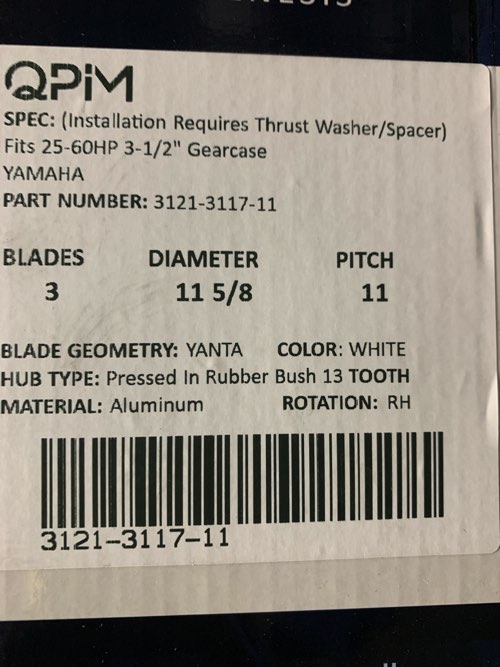 QPiM
SPEC: (Installation Requires Thrust Washer/Spacer)
Fits 25-60HP 3-1/2" Gearcase
YAMAHA
PART NUMBER: 3121-3117-11
BLADES DIAMETER PITCH
3 11 5/8 11
BLADE GEOMETRY: YANTA COLOR: WHITE
HUB TYPE: Pressed In Rubber Bush 13 TOOTH
MATERIAL: Aluminum ROTATION: RH
3121-3117-11